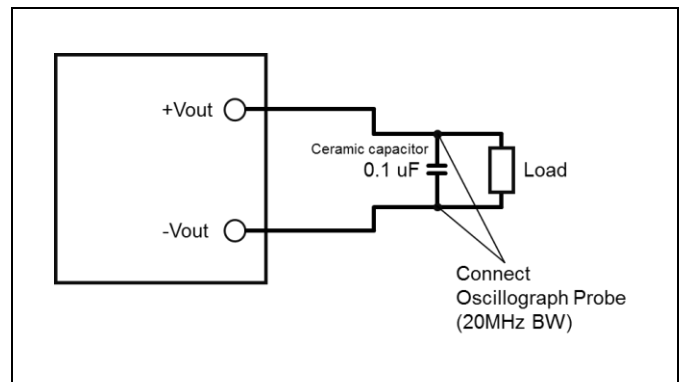 +Vout
Ceramic capacitor
0.1 uF
Load
-Vout
Connect
Oscillograph Probe
(20MHz BW)